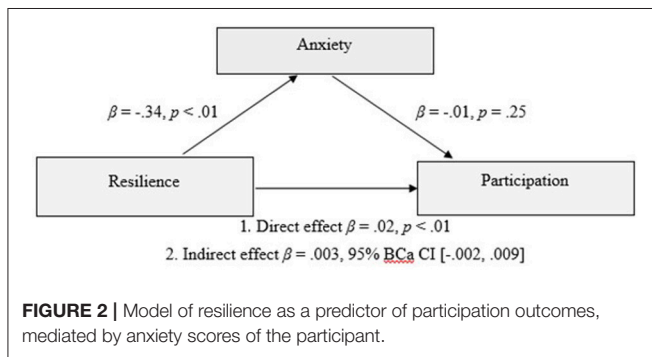 Anxiety
β = -.34, p < .01
β = -.01, p = .25
Resilience
Participation
1. Direct effect β = .02, p < .01
2. Indirect effect β = .003, 95% BCa CI [-.002, .009]
FIGURE 2 | Model of resilience as a predictor of participation outcomes,
mediated by anxiety scores of the participant.